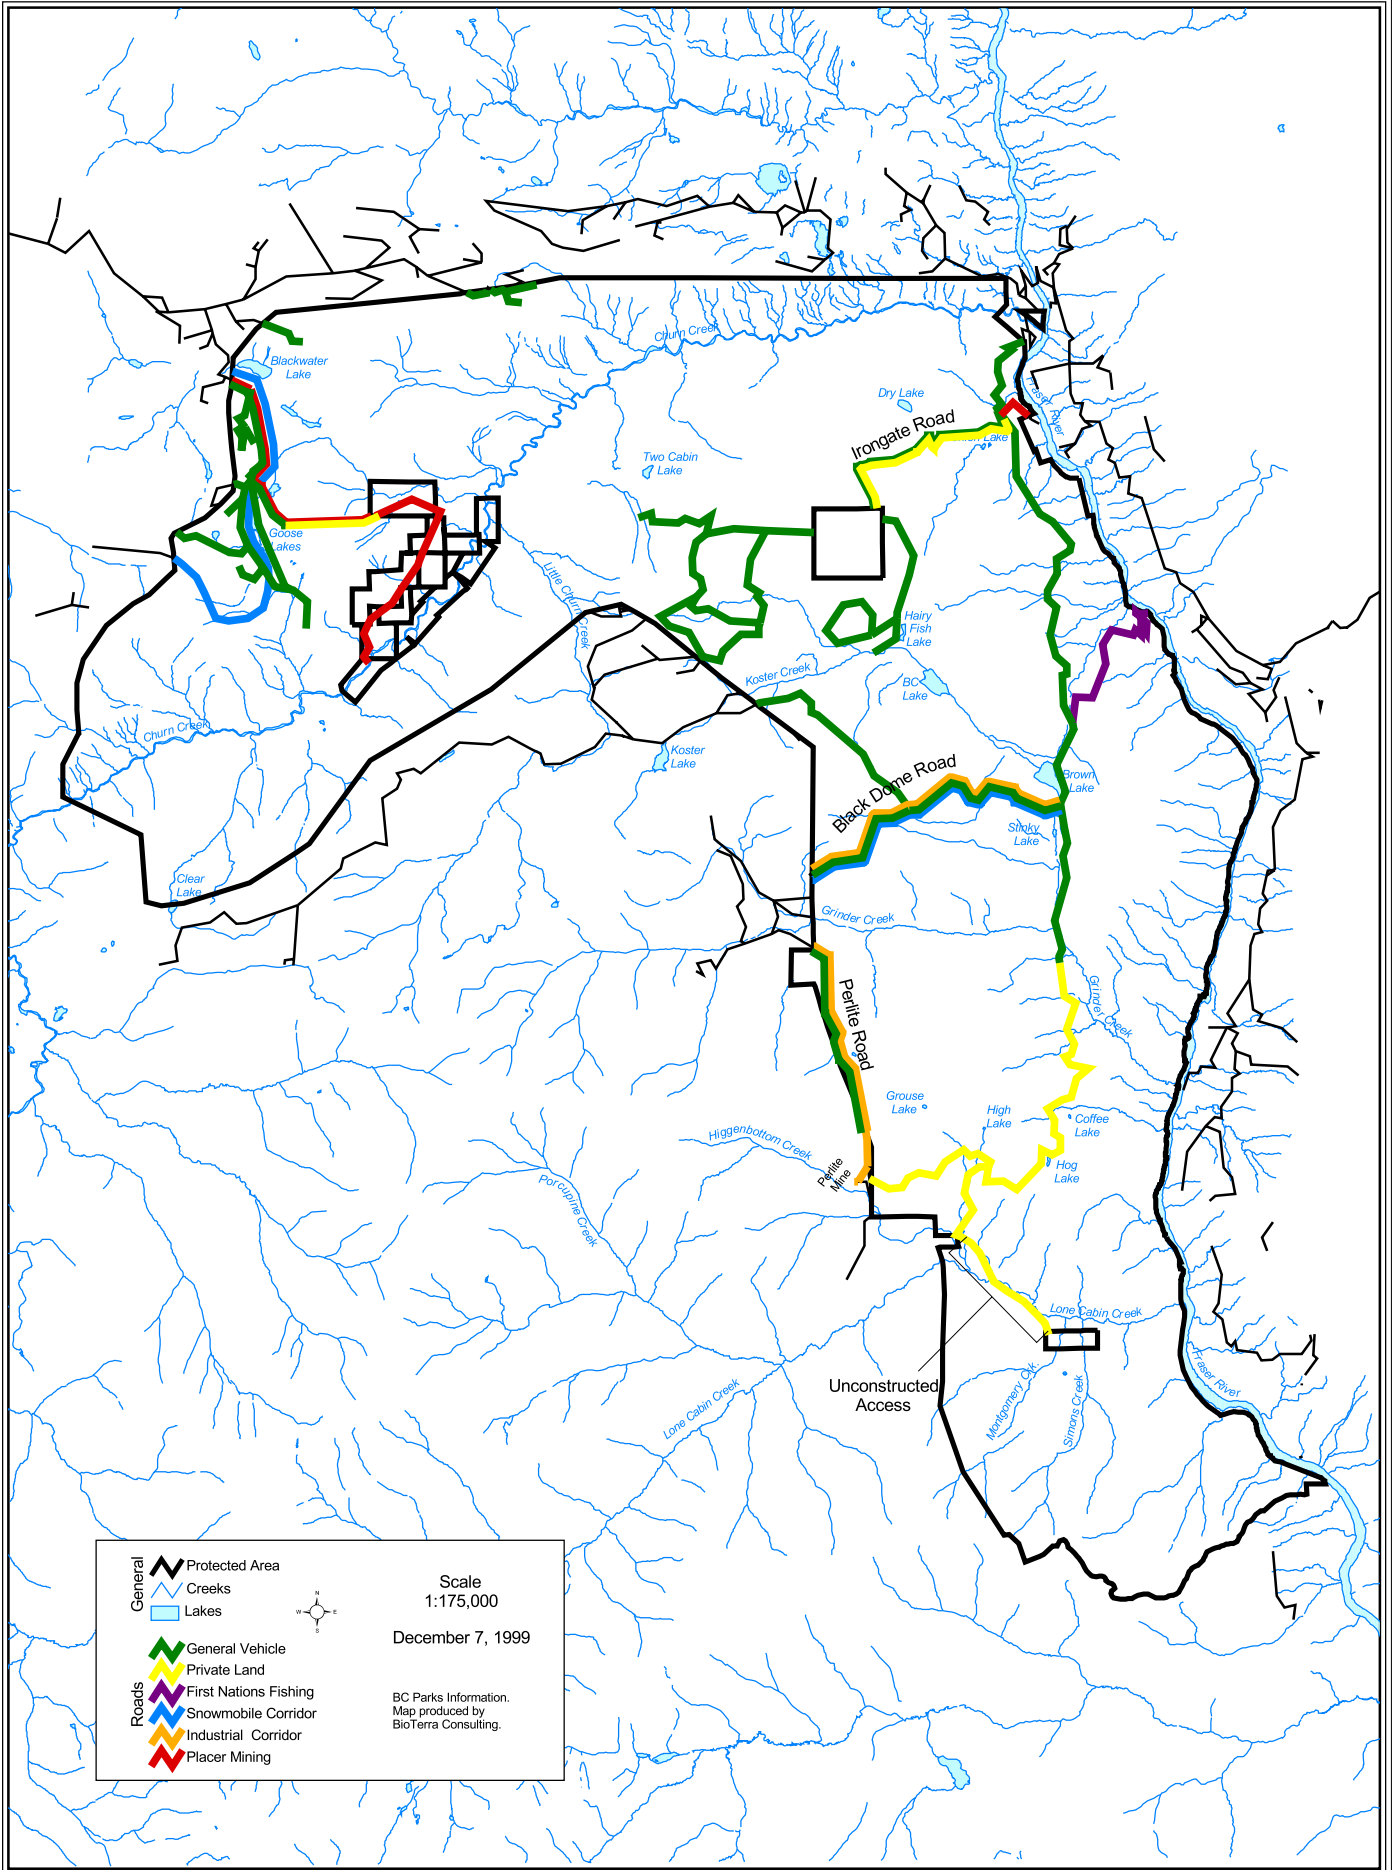 Churn Creek
Fraser River
Blackwater
Lake
Dry Lake
Irongate Road
Lake
Two Cabin
Lake
Goose
Lakes
Little Churn Creek
Hairy
Fish
Lake
Koster Creek
BC
Lake
Churn Creek
Koster
Lake
Black Dome Road
Brown
Lake
Stinky
Lake
Clear
Lake
Grinder Creek
Perlite Road
Grinder Creek
Grouse
Lake
High
Lake
Coffee
Lake
Higgenbottom Creek
Perlite
Mine
Hog
Lake
Porcupine Creek
Lone Cabin Creek
Fraser River
Unconstructed
Access
Lone Cabin Creek
Montgomery Crk.
Simons Creek
General
Protected Area
Creeks
Lakes
N
W E
S
Scale
1:175,000
December 7, 1999
Roads
General Vehicle
Private Land
First Nations Fishing
Snowmobile Corridor
Industrial Corridor
Placer Mining
BC Parks Information.
Map produced by
BioTerra Consulting.